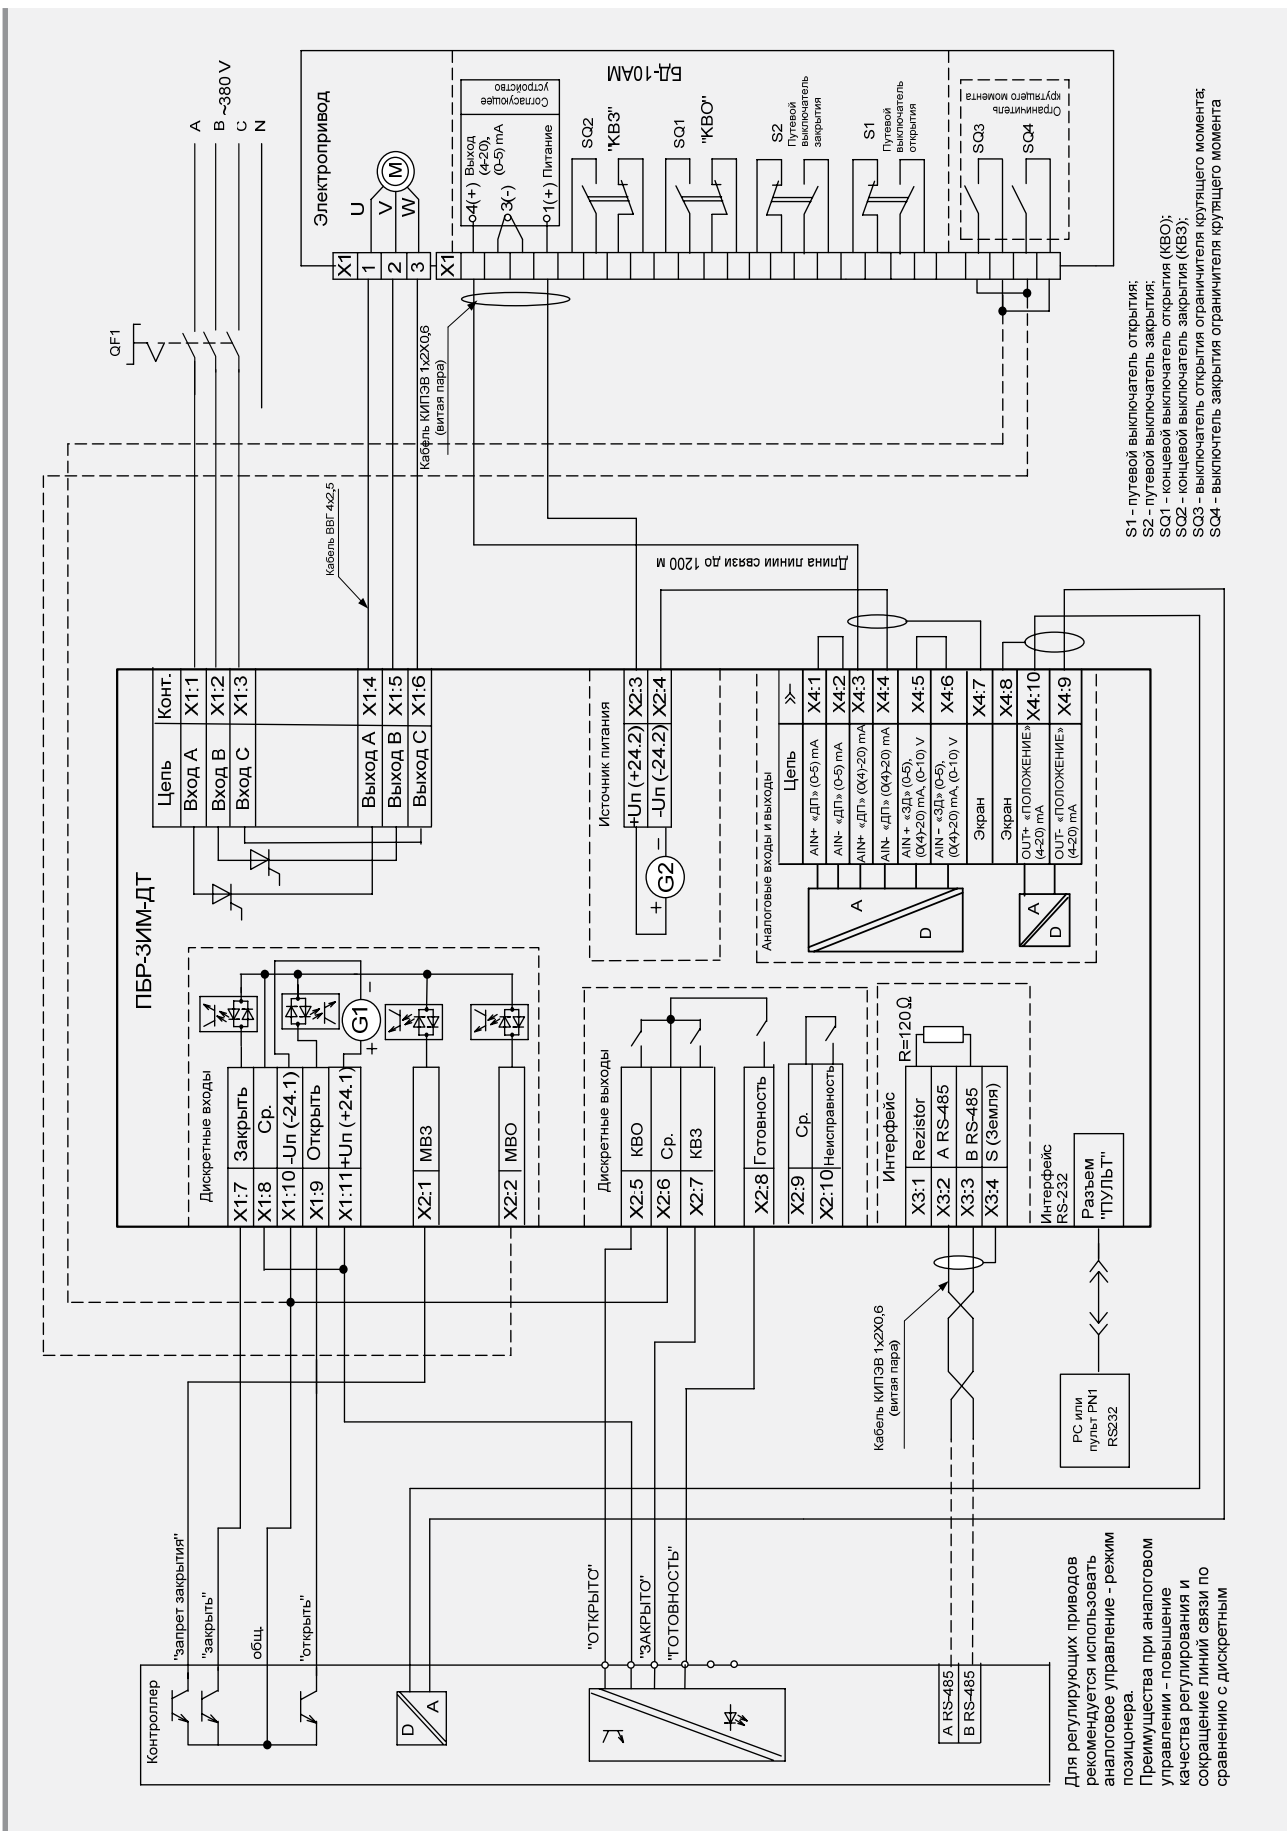 Контроллер
"запрет закрытия"
"закрыть"
общ.
"открыть"
D
A
"ОТКРЫТО"
"ЗАКРЫТО"
"ГОТОВНОСТЬ"
A RS-485
B RS-485
Для регулирующих приводов
рекомендуется использовать
аналоговое управление - режим
позиционера.
Преимущества при аналоговом
управлении - повышение
качества регулирования и
сокращение линий связи по
сравнению с дискретным
PC или
пульт PN1
RS232
Кабель КИПЭВ 1x2X0,6
(витая пара)
ПБР-ЗИМ-ДТ
Дискретные входы
X1:7 Закрыть
X1:8 Ср.
X1:10 -Uп (-24.1)
X1:9 Открыть
X1:11 +Uп (+24.1)
X2:1 МВЗ
X2:2 МВО
G1
+
−
Дискретные выходы
X2:5 КВО
X2:6 Ср.
X2:7 КВЗ
X2:8 Готовность
X2:9 Ср.
X2:10 Неисправность
Интерфейс
X3:1 Rezistor
X3:2 A RS-485
X3:3 B RS-485
X3:4 S (Земля)
R=120Ω
Интерфейс
RS-232
Разъем
"ПУЛЬТ"
Цепь Конт.
Вход A X1:1
Вход B X1:2
Вход C X1:3
Выход A X1:4
Выход B X1:5
Выход C X1:6
Источник питания
+Uп (+24.2) X2:3
-Uп (-24.2) X2:4
G2
+
−
Аналоговые входы и выходы
Цепь
AIN+ «ДП» (0-5) mA X4:1
AIN- «ДП» (0-5) mA X4:2
AIN+ «ДП» (0(4)-20) mA X4:3
AIN- «ДП» (0(4)-20) mA X4:4
AIN + «ЗД» (0-5),
(0(4)-20) mA, (0-10) V X4:5
AIN - «ЗД» (0-5),
(0(4)-20) mA, (0-10) V X4:6
Экран X4:7
Экран X4:8
OUT+ «ПОЛОЖЕНИЕ»
(4-20) mA X4:10
OUT- «ПОЛОЖЕНИЕ»
(4-20) mA X4:9
A
D
A
D
Длина линии связи до 1200 м
Кабель ВВГ 4x2,5
Кабель КИПЭВ 1x2X0,6
(витая пара)
QF1
A
B ~380 V
C
N
Электропривод
U
V
W
M
X1
1
2
3
X1
БД-10АМ
Согласующее
устройство
4(+) Выход
(4-20),
(0-5) mA
3(-)
1(+) Питание
SQ2
"КВЗ"
SQ1
"КВО"
S2
Путевой
выключатель
закрытия
S1
Путевой
выключатель
открытия
Ограничитель
крутящего момента
SQ3
SQ4
S1 - путевой выключатель открытия;
S2 - путевой выключатель закрытия;
SQ1 - концевой выключатель открытия (КВО);
SQ2 - концевой выключатель закрытия (КВЗ);
SQ3 - выключатель открытия ограничителя крутящего момента;
SQ4 - выключтель закрытия ограничителя крутящего момента